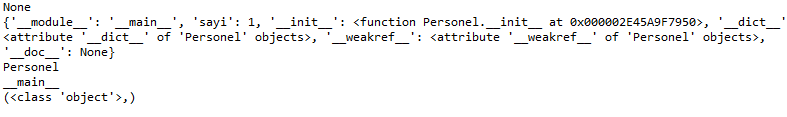 None
{'__module__': '__main__', 'sayi': 1, '__init__': <function Personel.__init__ at 0x000002E45A9F7950>, '__dict__'
<attribute '__dict__' of 'Personel' objects>, '__weakref__': <attribute '__weakref__' of 'Personel' objects>,
'__doc__': None}
Personel
__main__
(<class 'object'>,)